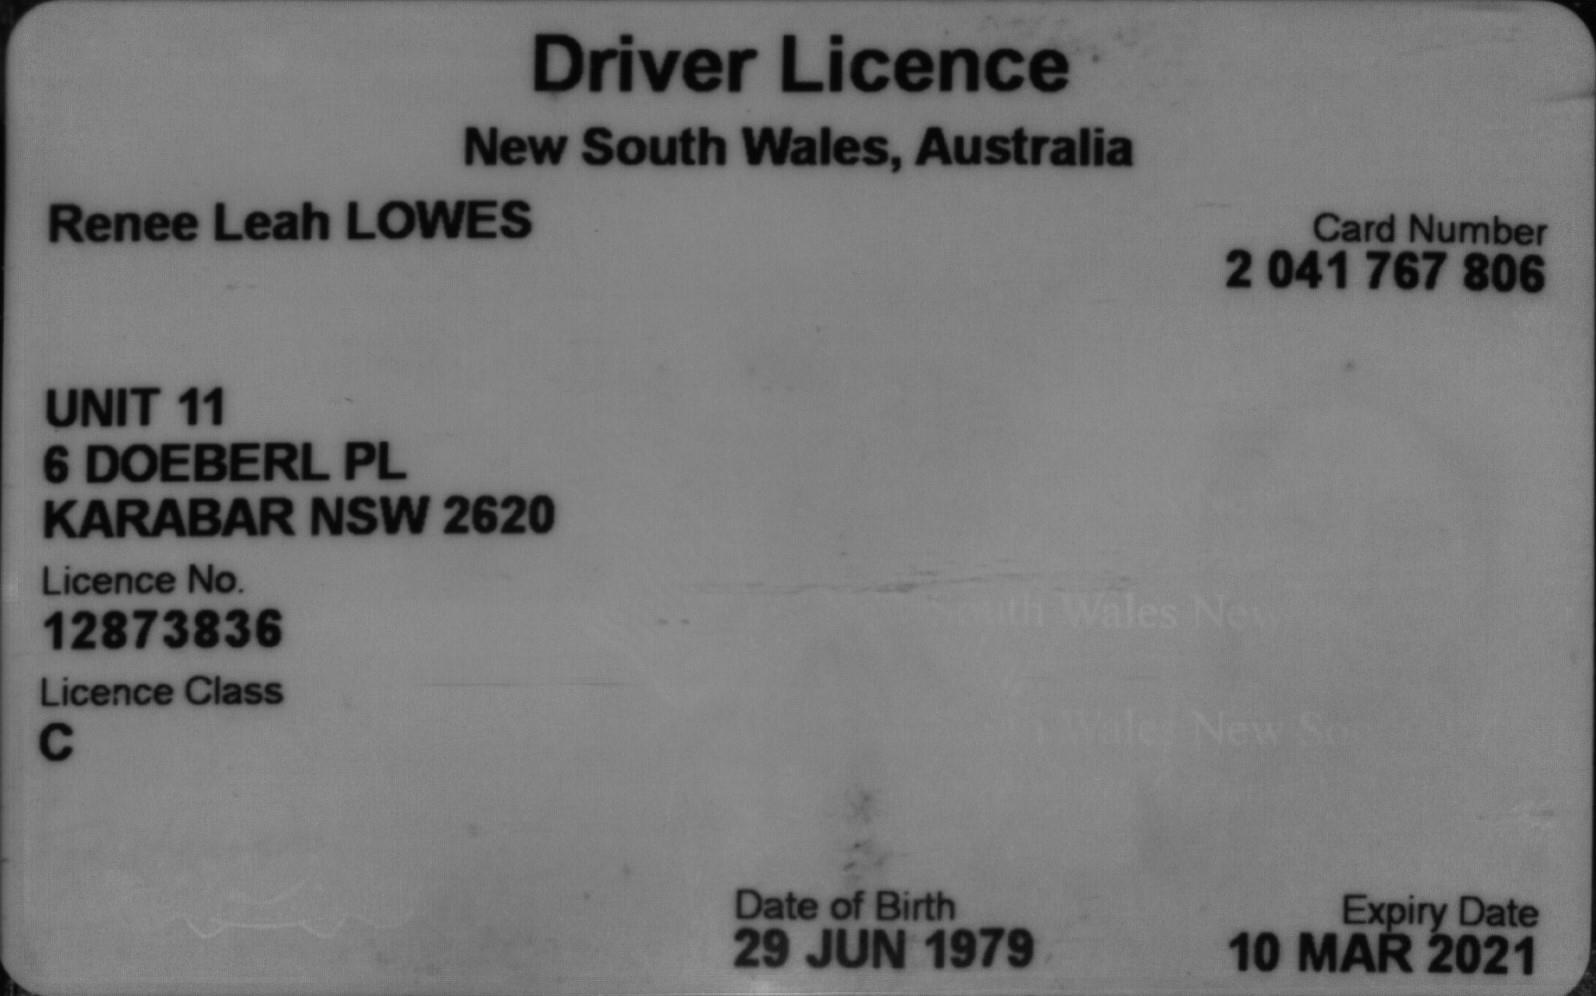 Driver Licence
New South Wales, Australia
Renee Leah LOWES
Card Number
2 041 767 806
UNIT 11
6 DOEBERL PL
KARABAR NSW 2620
Licence No.
12873836
South Wales New
Licence Class
C
Wales New
Date of Birth
29 JUN 1979
Expiry Date
10 MAR 2021